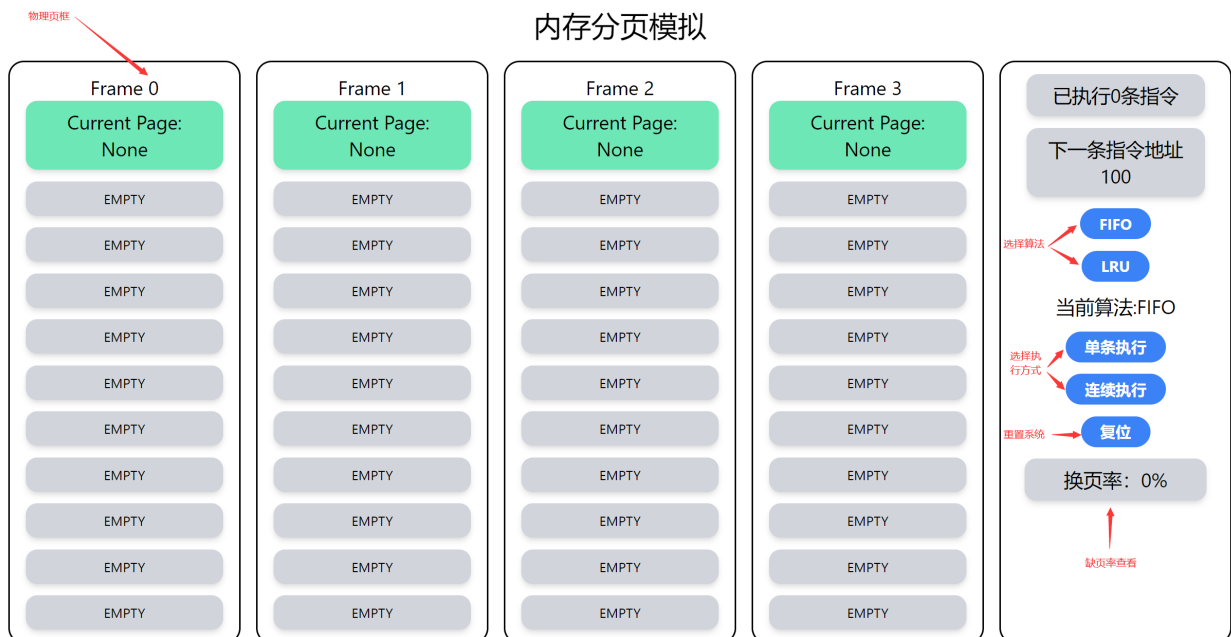 物理页框
内存分页模拟
Frame 0
Current Page:
None
EMPTY
EMPTY
EMPTY
EMPTY
EMPTY
EMPTY
EMPTY
EMPTY
EMPTY
EMPTY
Frame 1
Current Page:
None
EMPTY
EMPTY
EMPTY
EMPTY
EMPTY
EMPTY
EMPTY
EMPTY
EMPTY
EMPTY
Frame 2
Current Page:
None
EMPTY
EMPTY
EMPTY
EMPTY
EMPTY
EMPTY
EMPTY
EMPTY
EMPTY
EMPTY
Frame 3
Current Page:
None
EMPTY
EMPTY
EMPTY
EMPTY
EMPTY
EMPTY
EMPTY
EMPTY
EMPTY
EMPTY
已执行0条指令
下一条指令地址
100
选择算法
FIFO
LRU
当前算法:FIFO
选择执
行方式
单条执行
连续执行
重置系统
复位
换页率：0%
缺页率查看